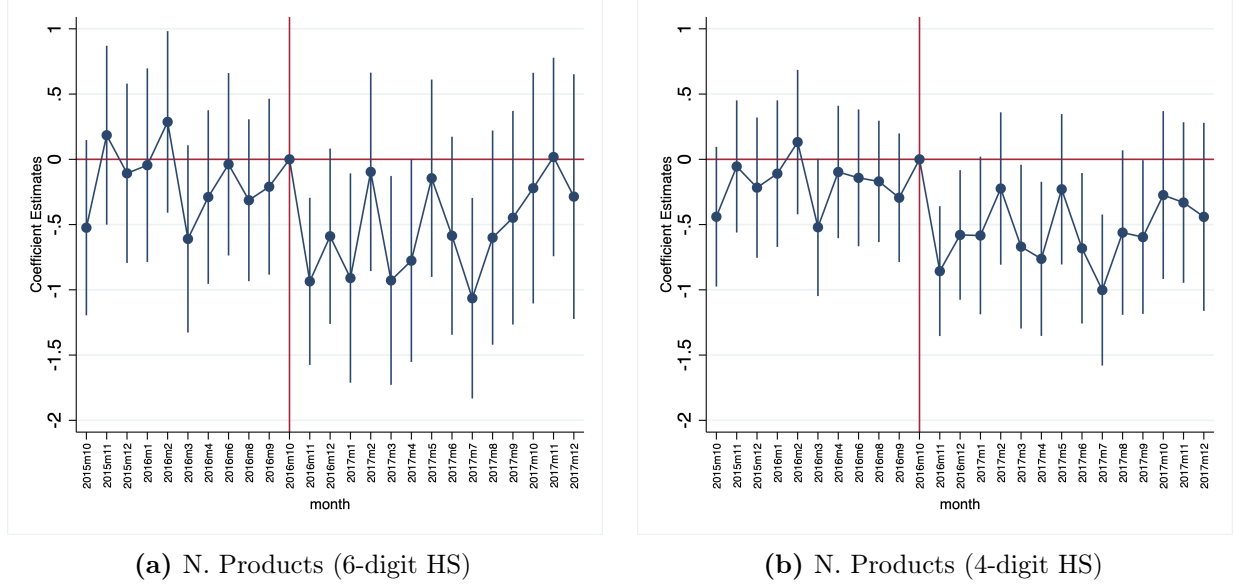 Coefficient Estimates
1
.5
0
-.5
-1
-1.5
-2
2015m10
2015m11
2015m12
2016m1
2016m2
2016m3
2016m4
2016m6
2016m8
2016m9
2016m10
2016m11
2016m12
2017m1
2017m2
2017m3
2017m4
2017m5
2017m6
2017m7
2017m8
2017m9
2017m10
2017m11
2017m12
month
(a) N. Products (6-digit HS)
Coefficient Estimates
1
.5
0
-.5
-1
-1.5
-2
2015m10
2015m11
2015m12
2016m1
2016m2
2016m3
2016m4
2016m6
2016m8
2016m9
2016m10
2016m11
2016m12
2017m1
2017m2
2017m3
2017m4
2017m5
2017m6
2017m7
2017m8
2017m9
2017m10
2017m11
2017m12
month
(b) N. Products (4-digit HS)